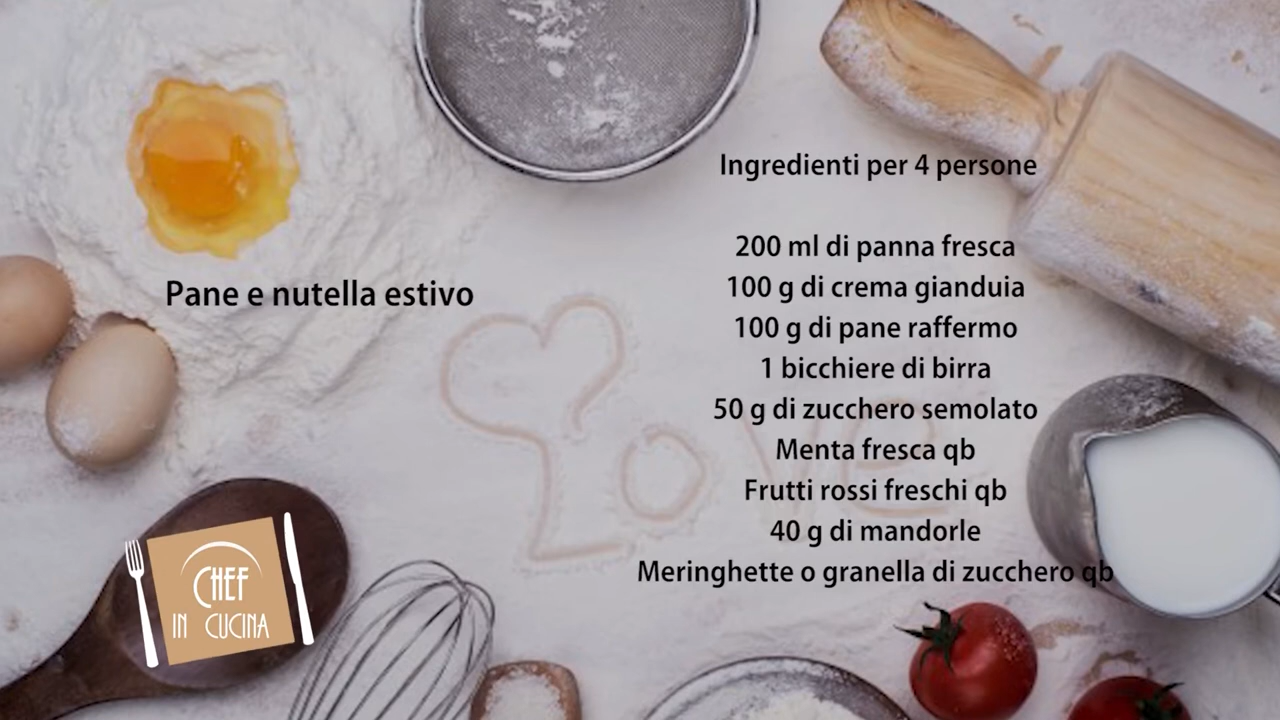 Pane e nutella estivo
Ingredienti per 4 persone
200 ml di panna fresca
100 g di crema gianduia
100 g di pane raffermo
1 bicchiere di birra
50 g di zucchero semolato
Menta fresca qb
Frutti rossi freschi qb
40 g di mandorle
Meringhette o granella di zucchero qb
Love
CHEF
IN CUCINA